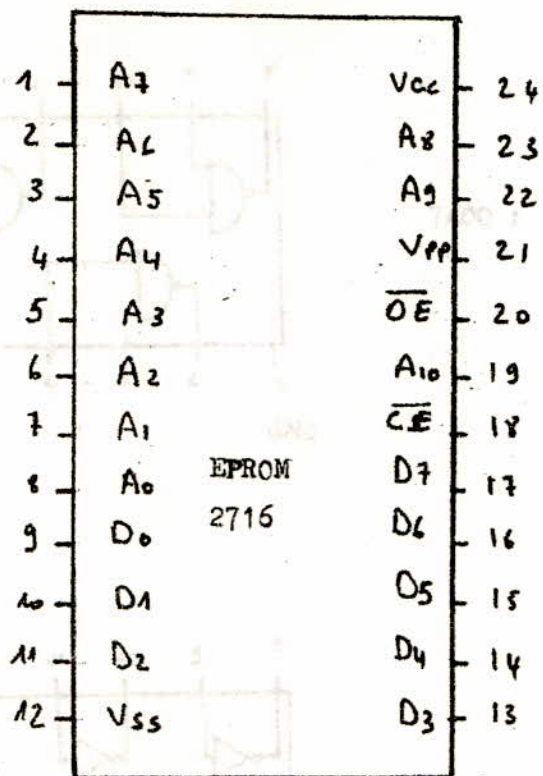 1 A7 Vcc 24
2 A6 A8 23
3 A5 A9 22
4 A4 Vpp 21
5 A3 OE 20
6 A2 A10 19
7 A1 CE 18
8 A0 D7 17
EPROM
9 D0 D6 16
2716
10 D1 D5 15
11 D2 D4 14
12 Vss D3 13